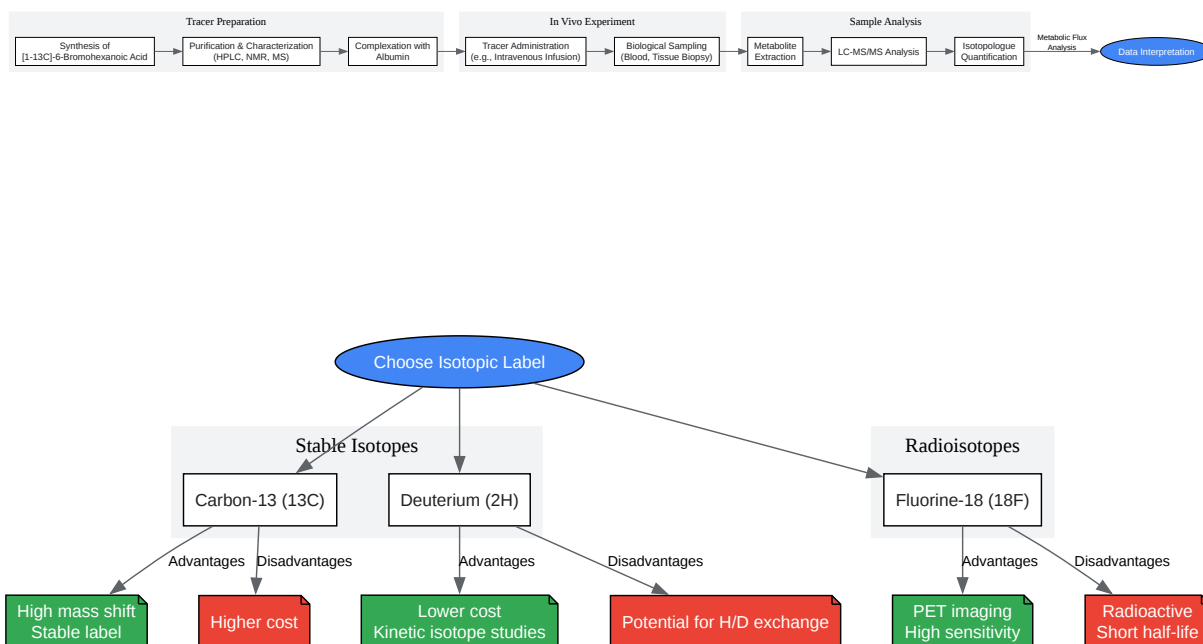 Tracer Preparation
In Vivo Experiment
Sample Analysis
Synthesis of
[1-13C]-6-Bromohexanoic Acid
Purification & Characterization
(HPLC, NMR, MS)
Complexation with
Albumin
Tracer Administration
(e.g., Intravenous Infusion)
Biological Sampling
(Blood, Tissue Biopsy)
Metabolite
Extraction
LC-MS/MS Analysis
Isotopologue
Quantification
Metabolic Flux
Analysis
Data Interpretation
Choose Isotopic Label
Stable Isotopes
Radioisotopes
Carbon-13 (13C)
Deuterium (2H)
Fluorine-18 (18F)
Advantages
Disadvantages
Advantages
Disadvantages
Advantages
Disadvantages
High mass shift
Stable label
Higher cost
Lower cost
Kinetic isotope studies
Potential for H/D exchange
PET imaging
High sensitivity
Radioactive
Short half-life